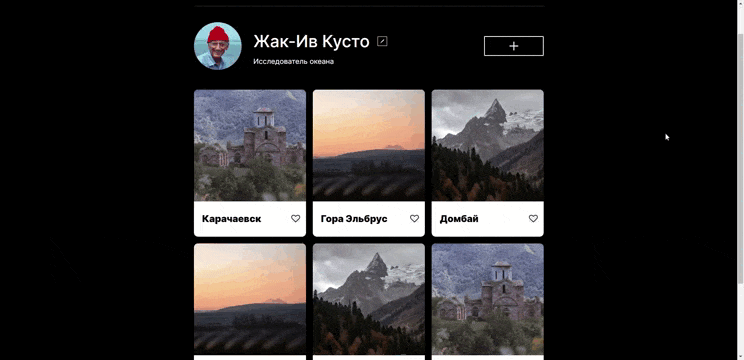 Жак-Ив Кусто
Исследователь океана
Карачаевск
Гора Эльбрус
Домбай